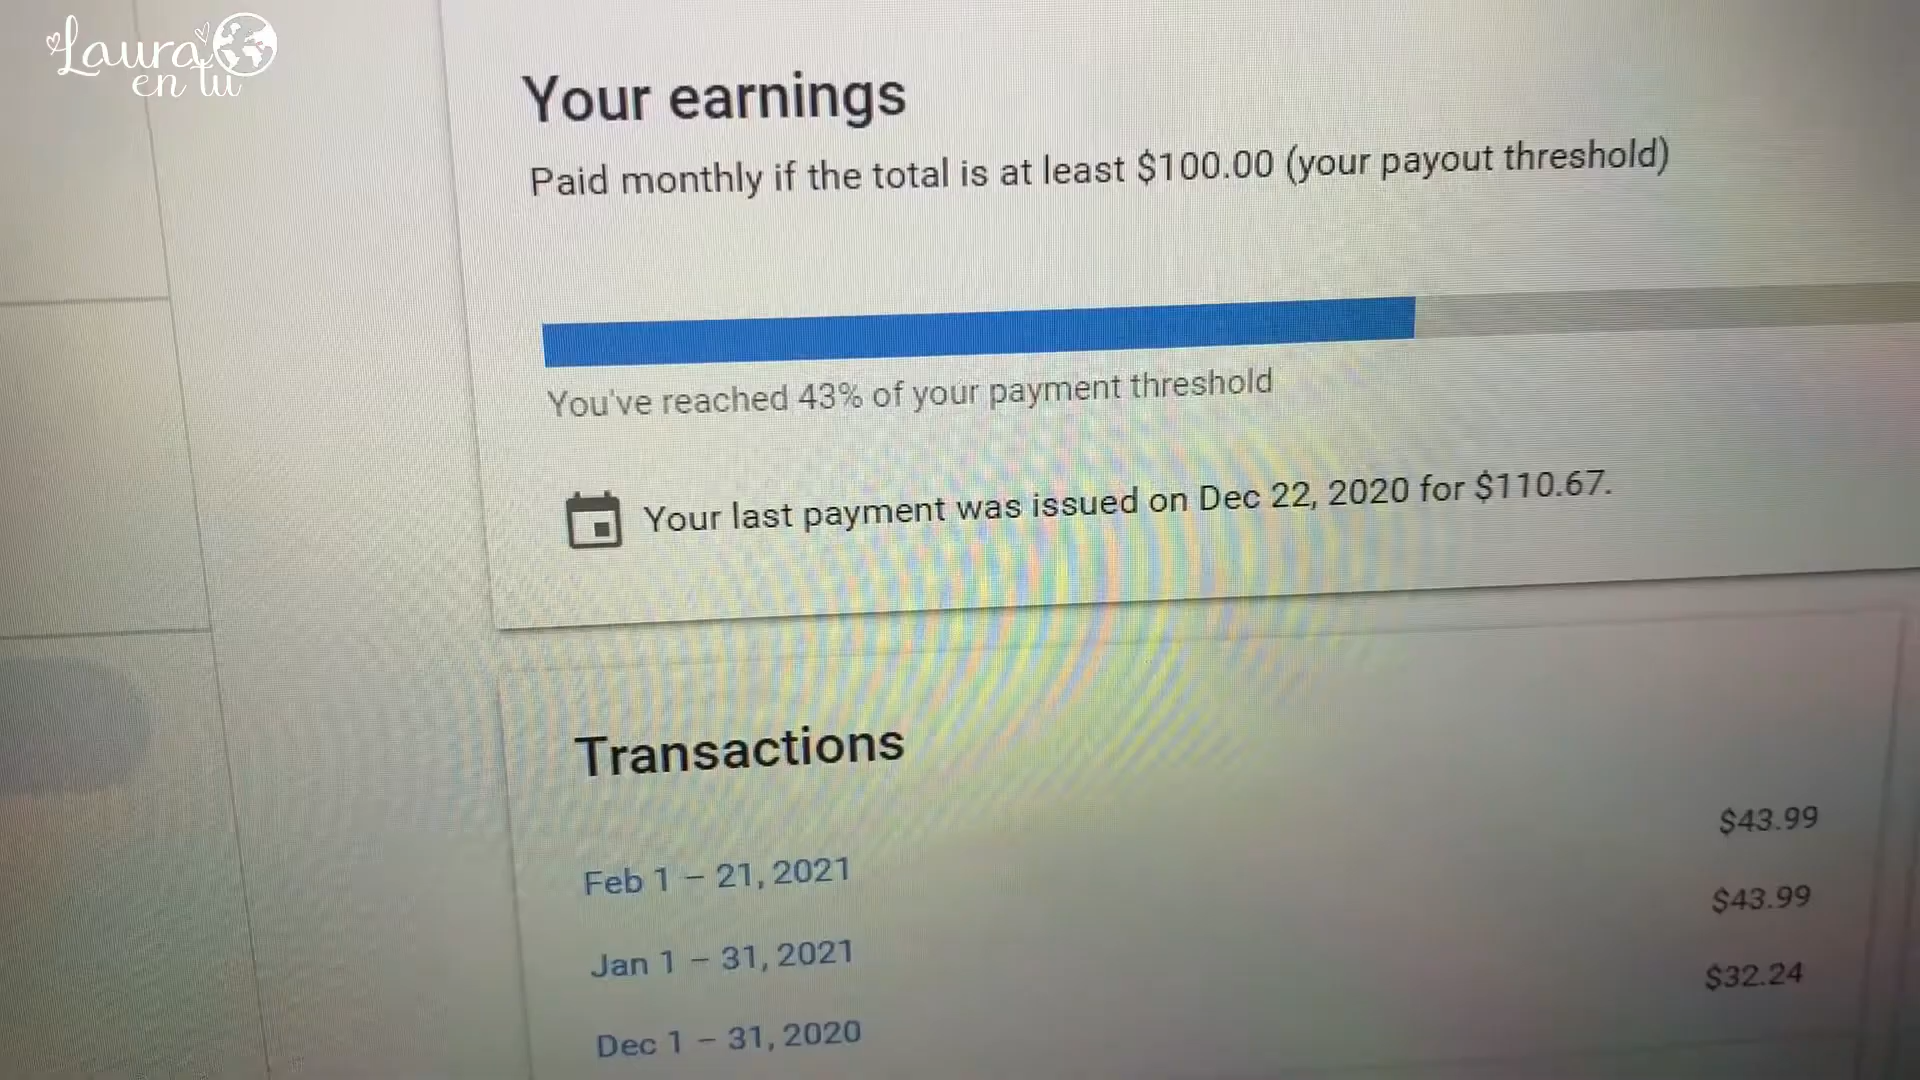 Laura
en tu
Your earnings
Paid monthly if the total is at least $100.00 (your payout threshold)
You've reached 43% of your payment threshold
Your last payment was issued on Dec 22, 2020 for $110.67.
Transactions
Feb 1 – 21, 2021 $43.99
Jan 1 – 31, 2021 $43.99
Dec 1 – 31, 2020 $32.24